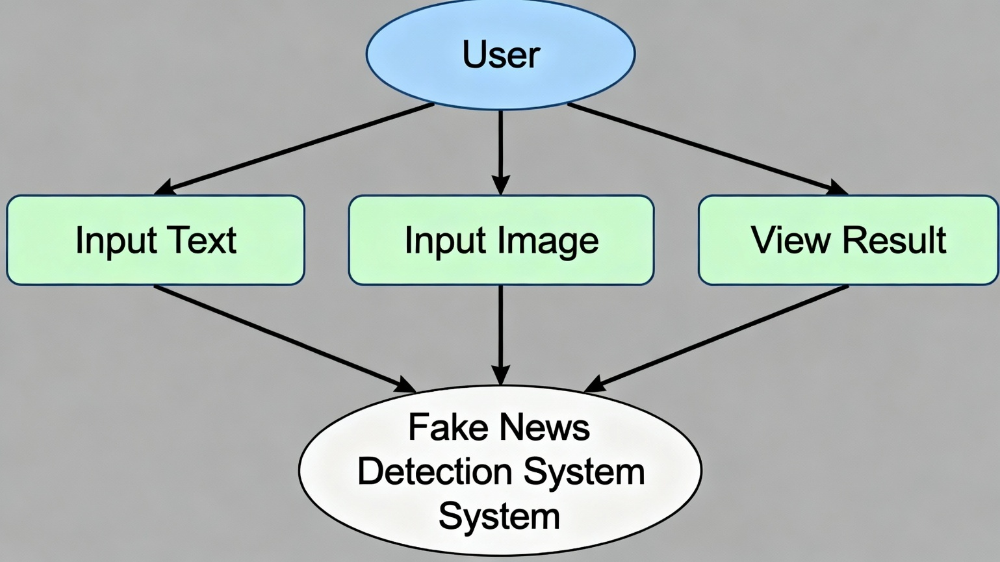 User
Input Text
Input Image
View Result
Fake News
Detection System
System